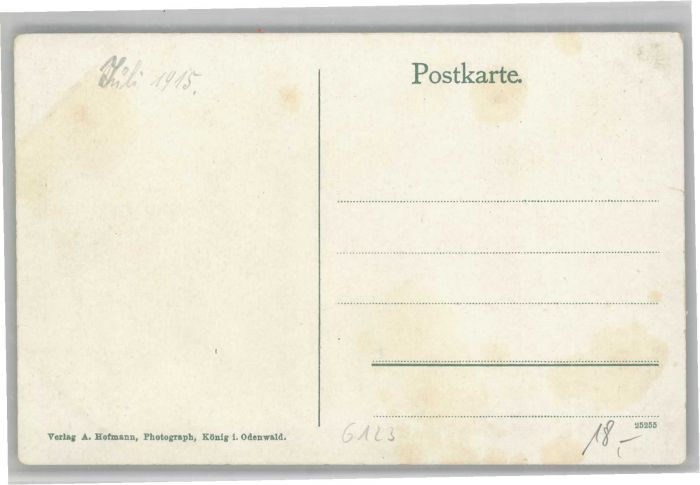 Juli 1915.
Postkarte.
25255
Verlag A. Hofmann, Photograph, König i. Odenwald.
6123
18,-